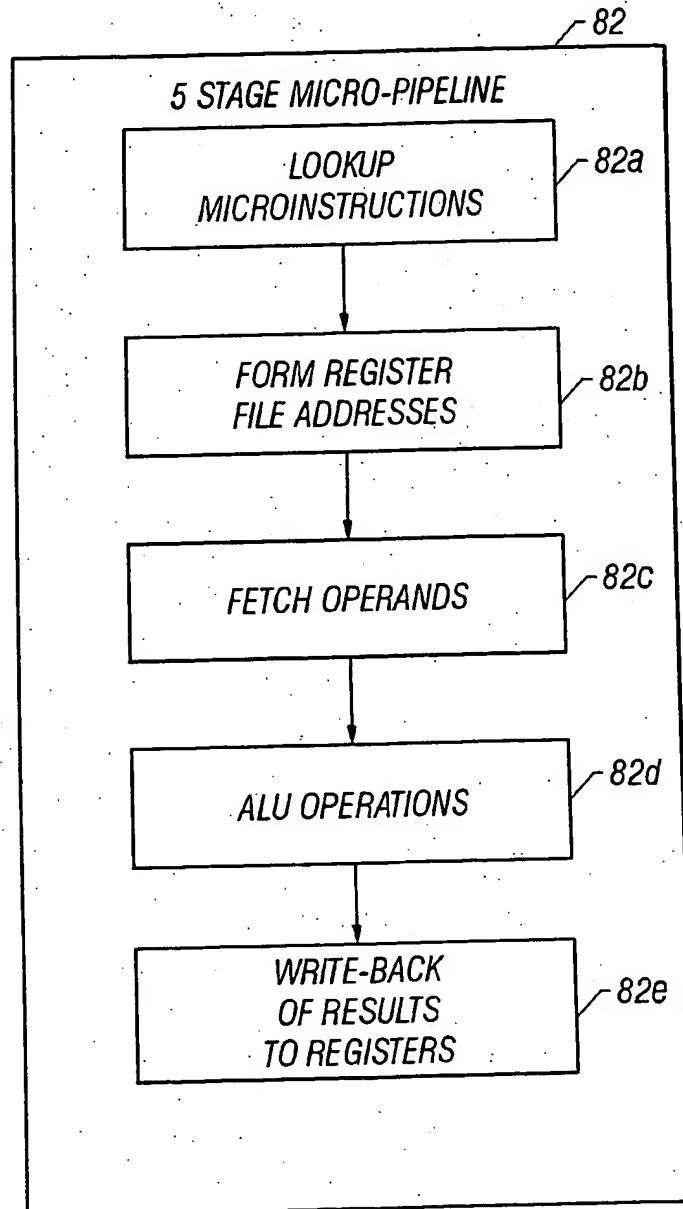 82
5 STAGE MICRO-PIPELINE
LOOKUP
MICROINSTRUCTIONS
82a
FORM REGISTER
FILE ADDRESSES
82b
FETCH OPERANDS
82c
ALU OPERATIONS
82d
WRITE-BACK
OF RESULTS
TO REGISTERS
82e